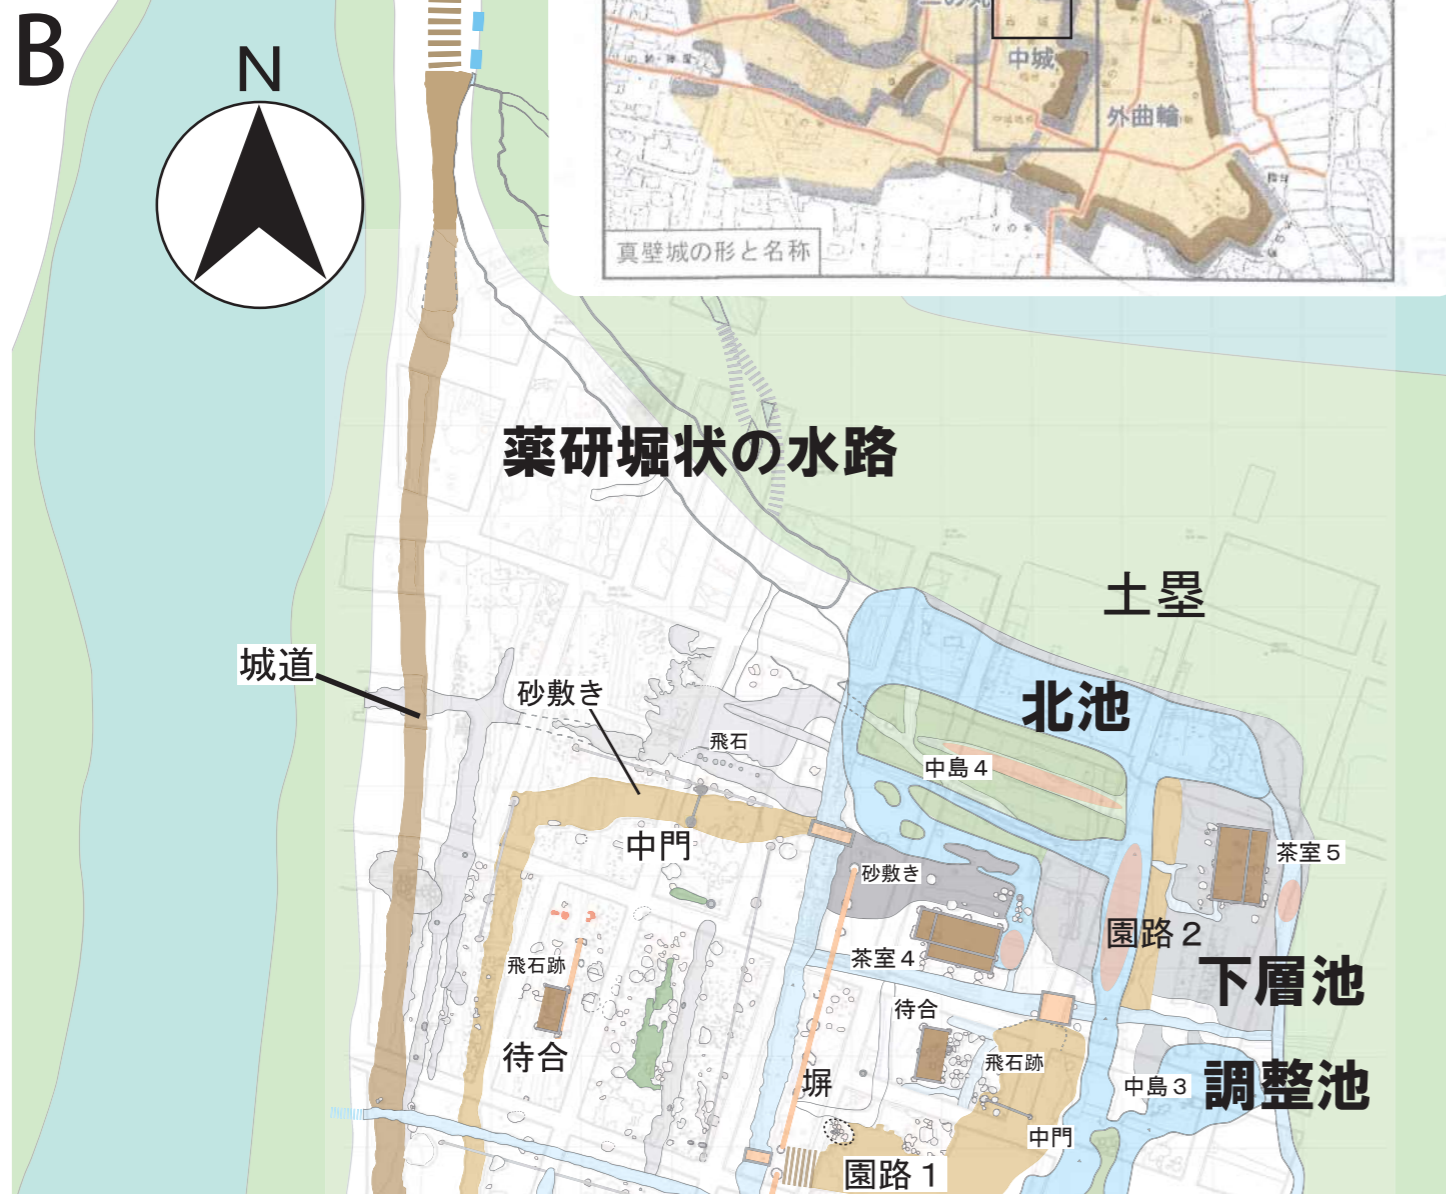 B
N
中城
外曲輪
真壁城の形と名称
薬研堀状の水路
土塁
城道
砂敷き
北池
飛石
中島4
中門
茶室5
砂敷き
園路2
茶室4
飛石跡
下層池
待合
待合
飛石跡
塀
中島3
調整池
中門
園路1